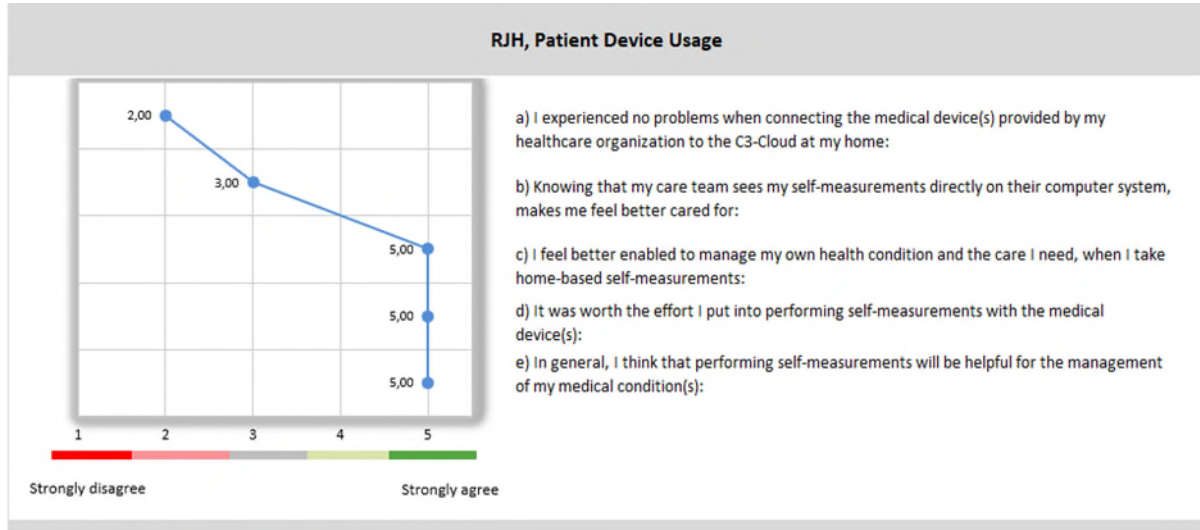 RJH, Patient Device Usage
2,00
3,00
5,00
5,00
5,00
1 2 3 4 5
Strongly disagree
Strongly agree
a) I experienced no problems when connecting the medical device(s) provided by my
healthcare organization to the C3-Cloud at my home:
b) Knowing that my care team sees my self-measurements directly on their computer system,
makes me feel better cared for:
c) I feel better enabled to manage my own health condition and the care I need, when I take
home-based self-measurements:
d) It was worth the effort I put into performing self-measurements with the medical
device(s):
e) In general, I think that performing self-measurements will be helpful for the management
of my medical condition(s):